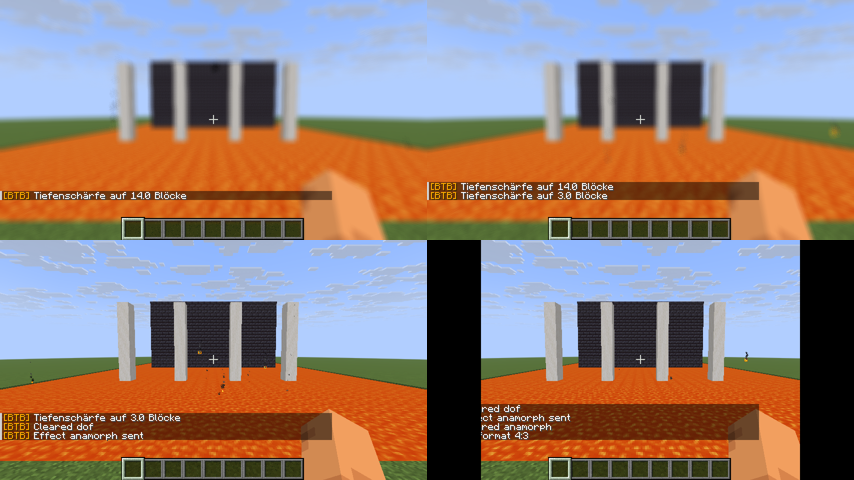 [BTB] Tiefenschärfe auf 14.0 Blöcke
[BTB] Tiefenschärfe auf 14.0 Blöcke
[BTB] Tiefenschärfe auf 3.0 Blöcke
[BTB] Tiefenschärfe auf 3.0 Blöcke
[BTB] Cleared dof
[BTB] Effect anamorph sent
red dof
ect anamorph sent
red anamorph
ormat 4:3